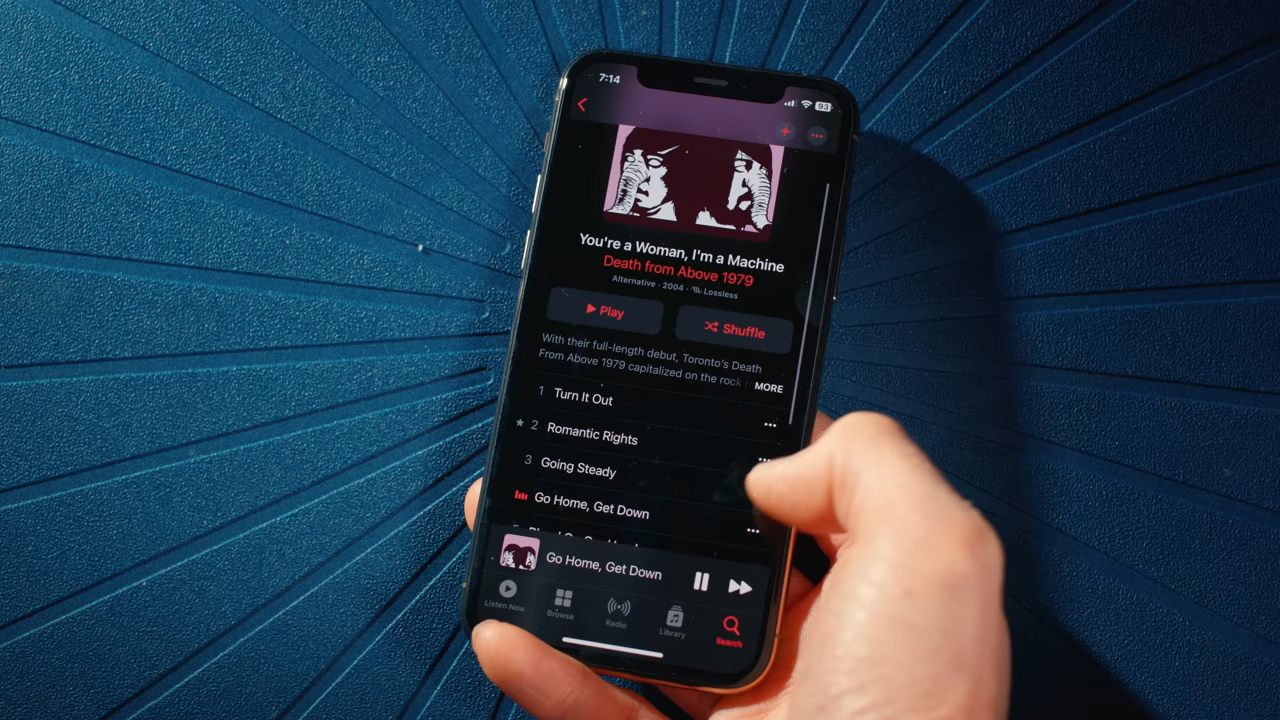 7:14
93
You're a Woman, I'm a Machine
Death from Above 1979
Alternative · 2004 · Lossless
Play
Shuffle
With their full-length debut, Toronto's Death
From Above 1979 capitalized on the rock
MORE
1 Turn It Out
★ 2 Romantic Rights
3 Going Steady
Go Home, Get Down
Go Home, Get Down
Listen Now
Browse
Radio
Library
Search